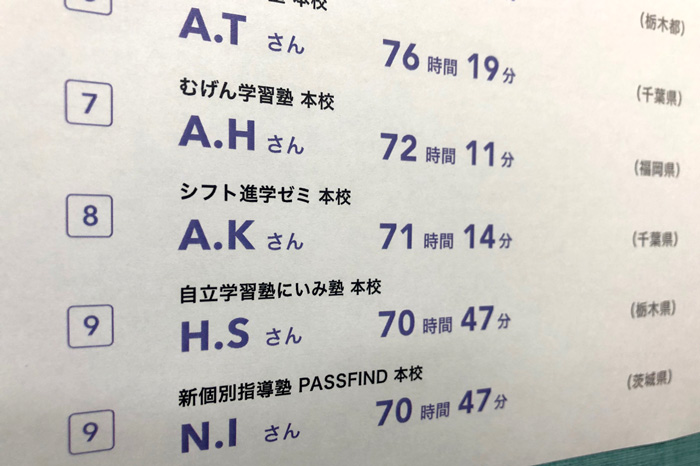 (栃木都)
本校
A.T さん 76 時間 19 分 (千葉県)
むげん学習塾 本校
7 A.H さん 72 時間 11 分 (福岡県)
シフト進学ゼミ 本校
8 A.K さん 71 時間 14 分 (千葉県)
自立学習塾にいみ塾 本校
9 H.S さん 70 時間 47 分 (栃木県)
新個別指導塾 PASSFIND 本校
9 N.I さん 70 時間 47 分 (茨城県)